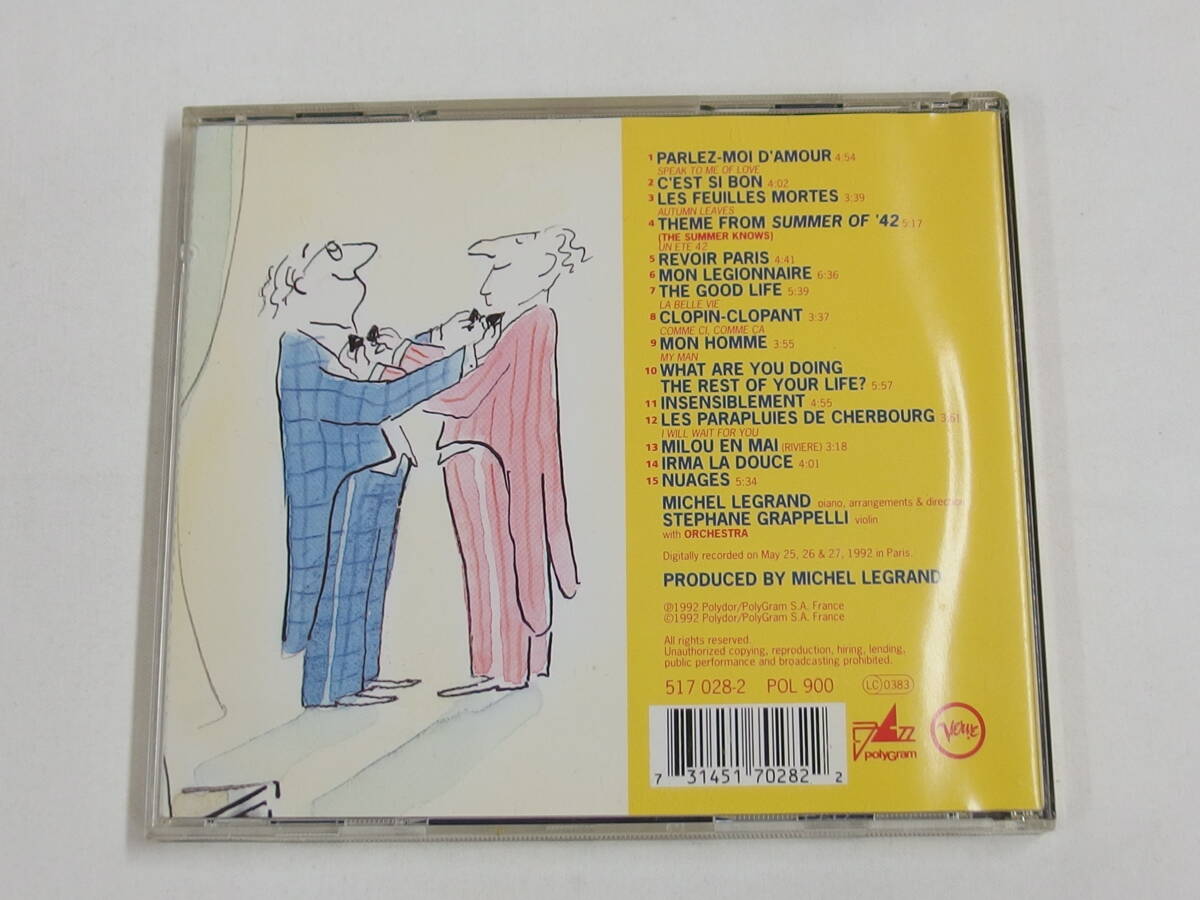 1 PARLEZ-MOI D'AMOUR 4:54
SPEAK TO ME OF LOVE
2 C'EST SI BON 4:02
3 LES FEUILLES MORTES 3:39
AUTUMN LEAVES
4 THEME FROM SUMMER OF '42 5:17
(THE SUMMER KNOWS)
UN ETE 42
5 REVOIR PARIS 4:41
6 MON LEGIONNAIRE 6:36
7 THE GOOD LIFE 5:39
LA BELLE VIE
8 CLOPIN-CLOPANT 3:37
COMME CI, COMME CA
9 MON HOMME 3:55
MY MAN
10 WHAT ARE YOU DOING
THE REST OF YOUR LIFE? 5:57
11 INSENSIBLEMENT 4:55
12 LES PARAPLUIES DE CHERBOURG 3:61
I WILL WAIT FOR YOU
13 MILOU EN MAI (RIVIERE) 3:18
14 IRMA LA DOUCE 4:01
15 NUAGES 5:34
MICHEL LEGRAND piano, arrangements & direction
STEPHANE GRAPPELLI violin
with ORCHESTRA
Digitally recorded on May 25, 26 & 27, 1992 in Paris.
PRODUCED BY MICHEL LEGRAND
℗1992 Polydor/PolyGram S.A. France
©1992 Polydor/PolyGram S.A. France
All rights reserved.
Unauthorized copying, reproduction, hiring, lending,
public performance and broadcasting prohibited.
517 028-2 POL 900 LC 0383
JAZZ
polyGram
Verve
7 31451 70282 2